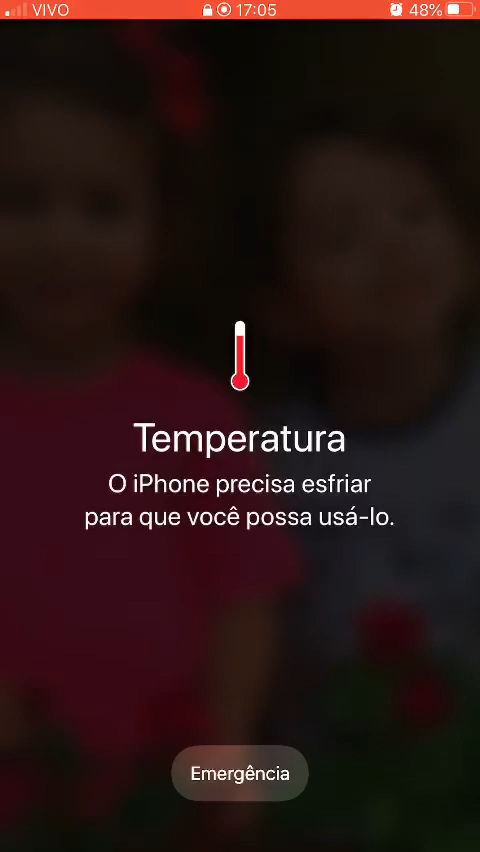 VIVO 17:05 48%
Temperatura
O iPhone precisa esfriar
para que você possa usá-lo.
Emergência